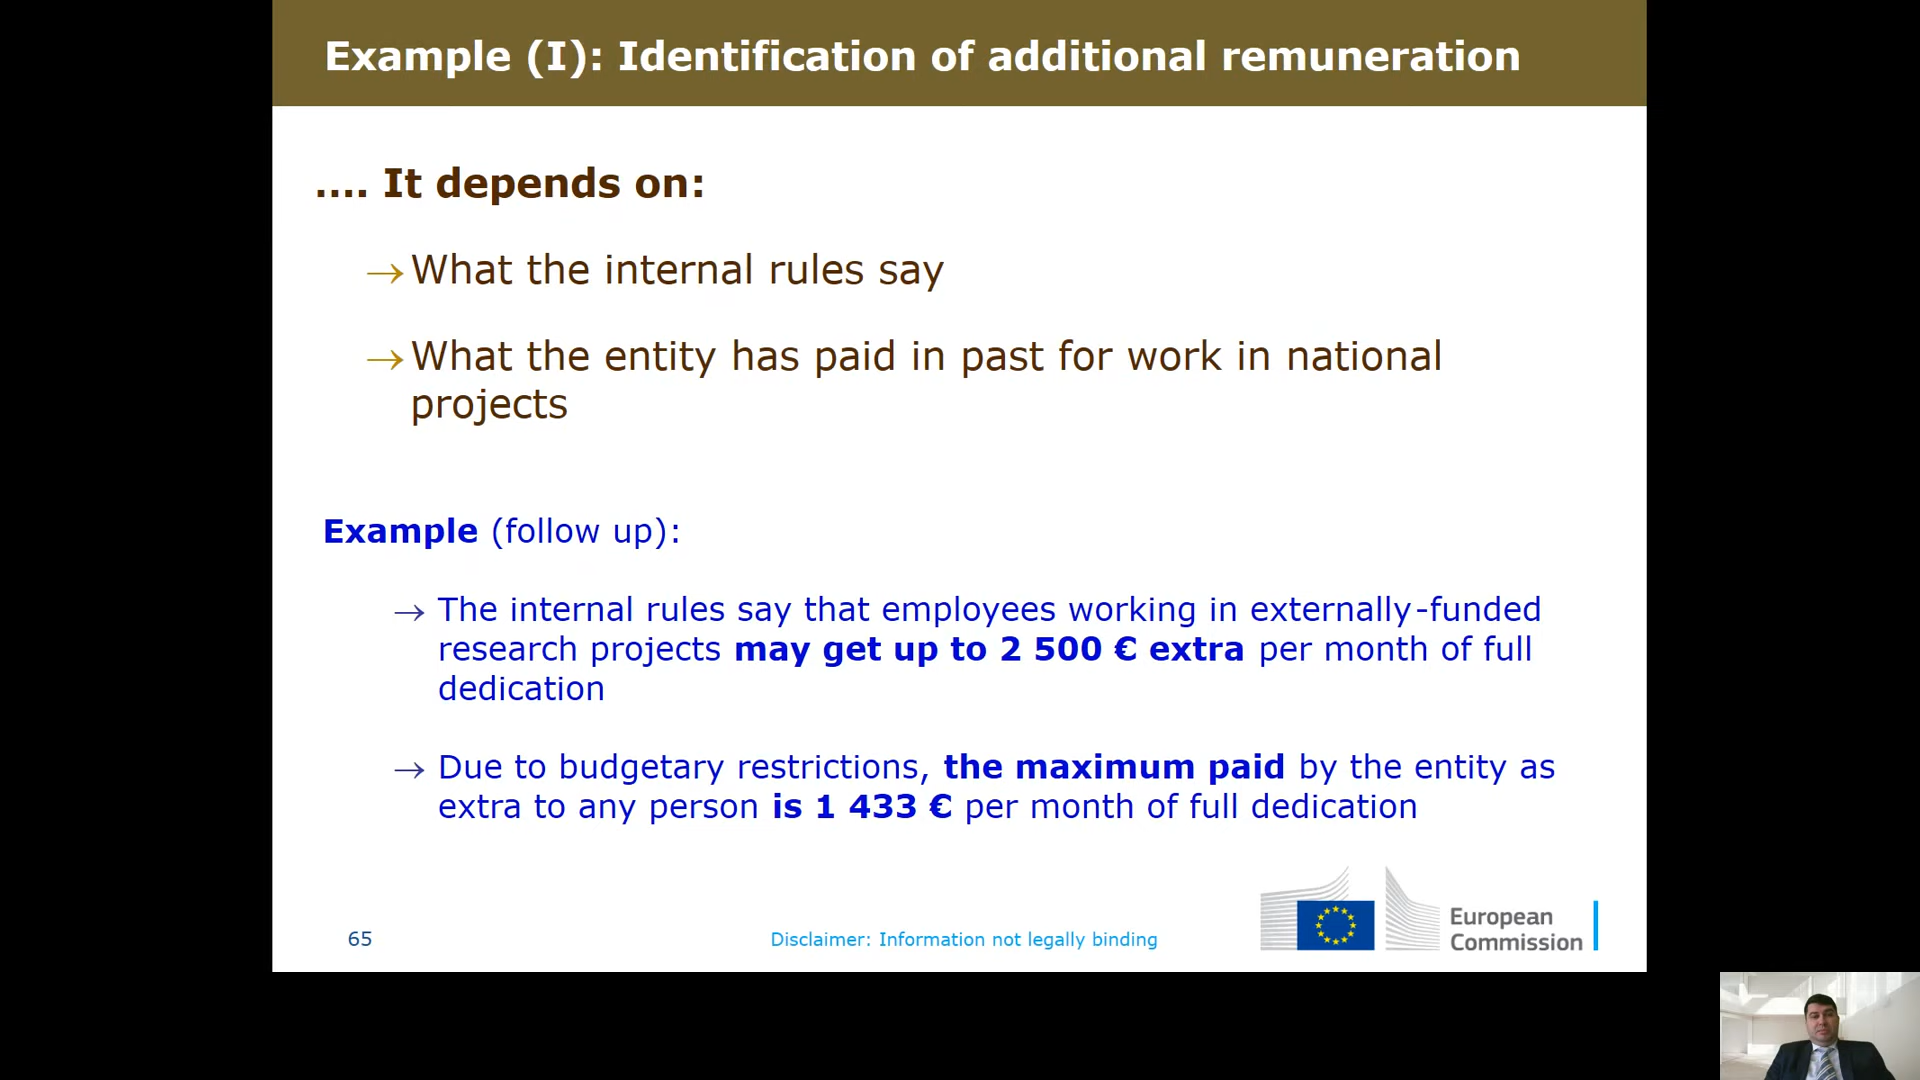 Example (I): Identification of additional remuneration
.... It depends on:
→ What the internal rules say
→ What the entity has paid in past for work in national
projects
Example (follow up):
→ The internal rules say that employees working in externally-funded
research projects may get up to 2 500 € extra per month of full
dedication
→ Due to budgetary restrictions, the maximum paid by the entity as
extra to any person is 1 433 € per month of full dedication
65
Disclaimer: Information not legally binding
European
Commission